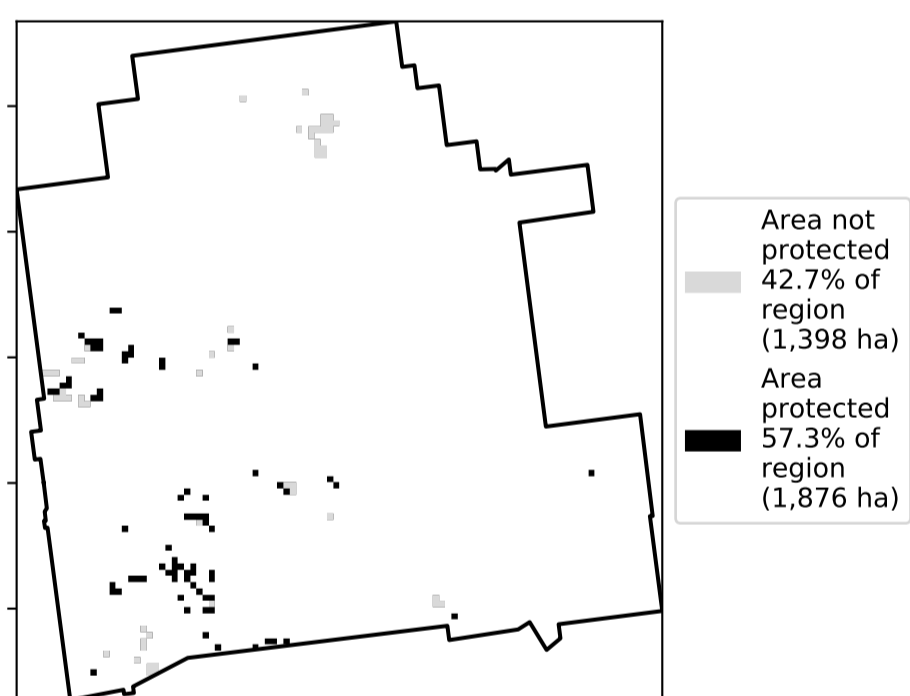 Area not
protected
42.7% of
region
(1,398 ha)
Area
protected
57.3% of
region
(1,876 ha)